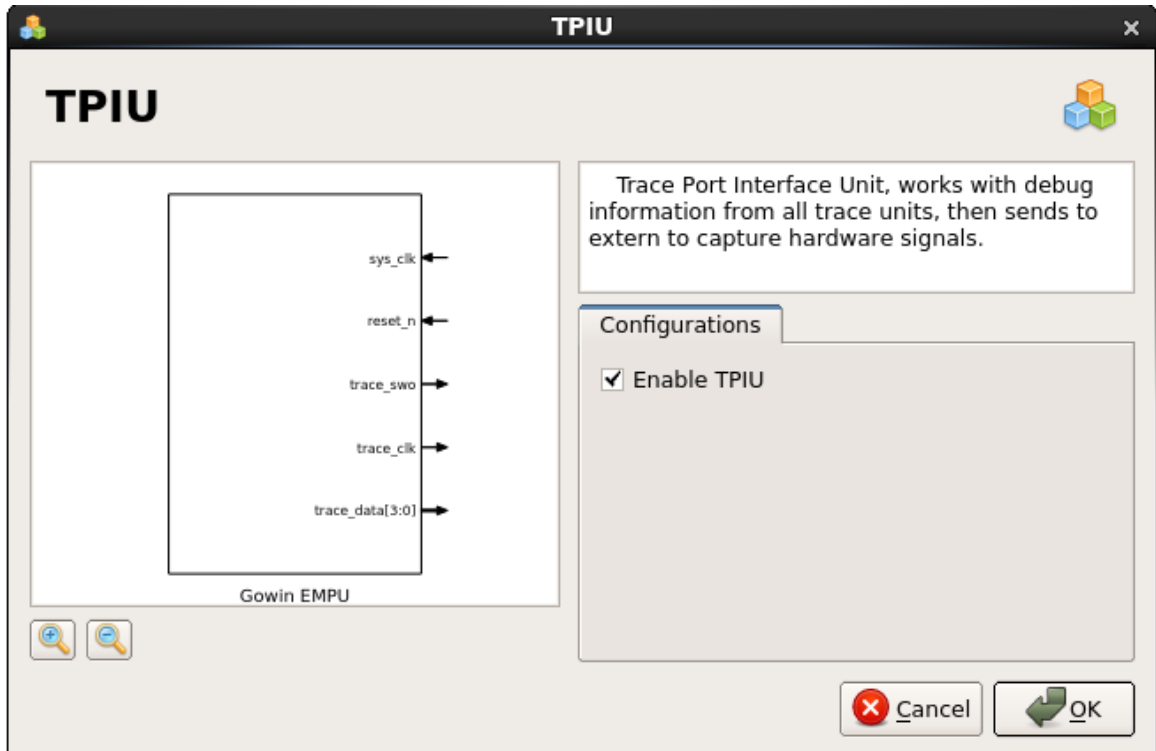 TPIU
TPIU
sys_clk
reset_n
trace_swo
trace_clk
trace_data[3:0]
Gowin EMPU
Trace Port Interface Unit, works with debug
information from all trace units, then sends to
extern to capture hardware signals.
Configurations
Enable TPIU
Cancel
OK